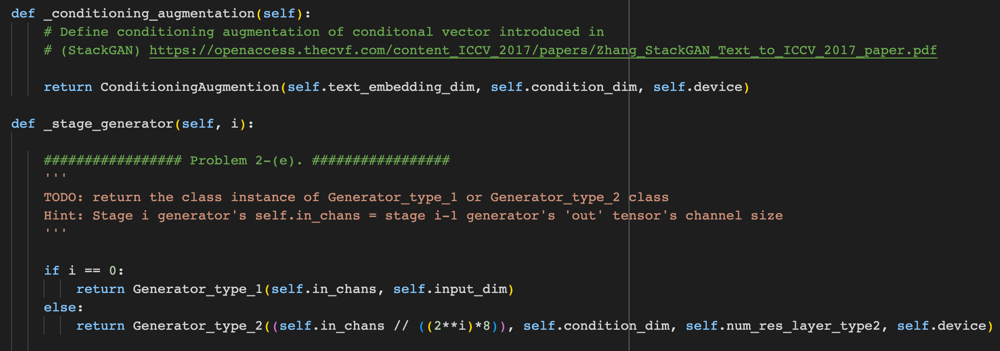 def _conditioning_augmentation(self):
# Define conditioning augmentation of conditonal vector introduced in
# (StackGAN) https://openaccess.thecvf.com/content_ICCV_2017/papers/Zhang_StackGAN_Text_to_ICCV_2017_paper.pdf
return ConditioningAugmention(self.text_embedding_dim, self.condition_dim, self.device)
def _stage_generator(self, i):
################# Problem 2-(e). #################
'''
TODO: return the class instance of Generator_type_1 or Generator_type_2 class
Hint: Stage i generator's self.in_chans = stage i-1 generator's 'out' tensor's channel size
'''
if i == 0:
return Generator_type_1(self.in_chans, self.input_dim)
else:
return Generator_type_2((self.in_chans // ((2**i)*8)), self.condition_dim, self.num_res_layer_type2, self.device)